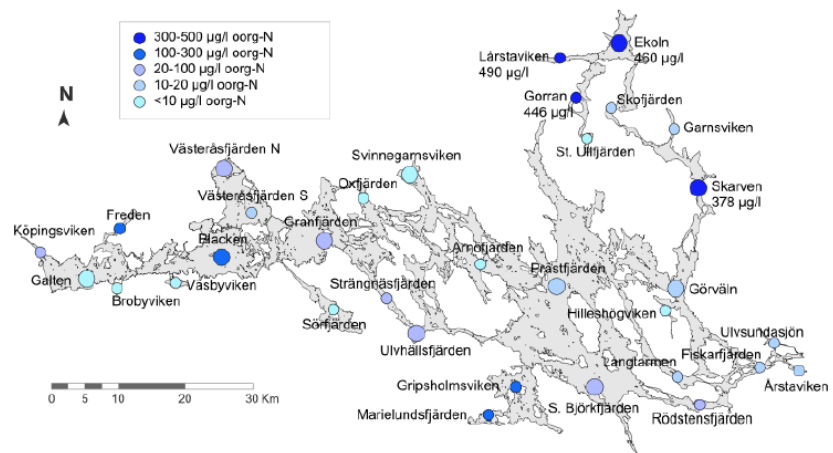 300-500 µg/l oorg-N
100-300 µg/l oorg-N
20-100 µg/l oorg-N
10-20 µg/l oorg-N
<10 µg/l oorg-N
N
Ekoln
460 µg/l
Lårstaviken
490 µg/l
Gorran
446 µg/l
Skofjärden
Garnsviken
St. Ullfjärden
Skarven
378 µg/l
Västeråsfjärden N
Svinnegarnsviken
Västeråsfjärden S
Oxfjärden
Freden
Granfjärden
Köpingsviken
Blacken
Arnöfjärden
Prästfjärden
Galten
Väsbyviken
Brobyviken
Strängnäsfjärden
Görväln
Hilleshögviken
Sörfjärden
Ulvsundasjön
Ulvhällsfjärden
Långtarmen
Fiskarfjärden
Årstaviken
Gripsholmsviken
S. Björkfjärden
Marielundsfjärden
Rödstensfjärden
0 5 10 20 30 Km